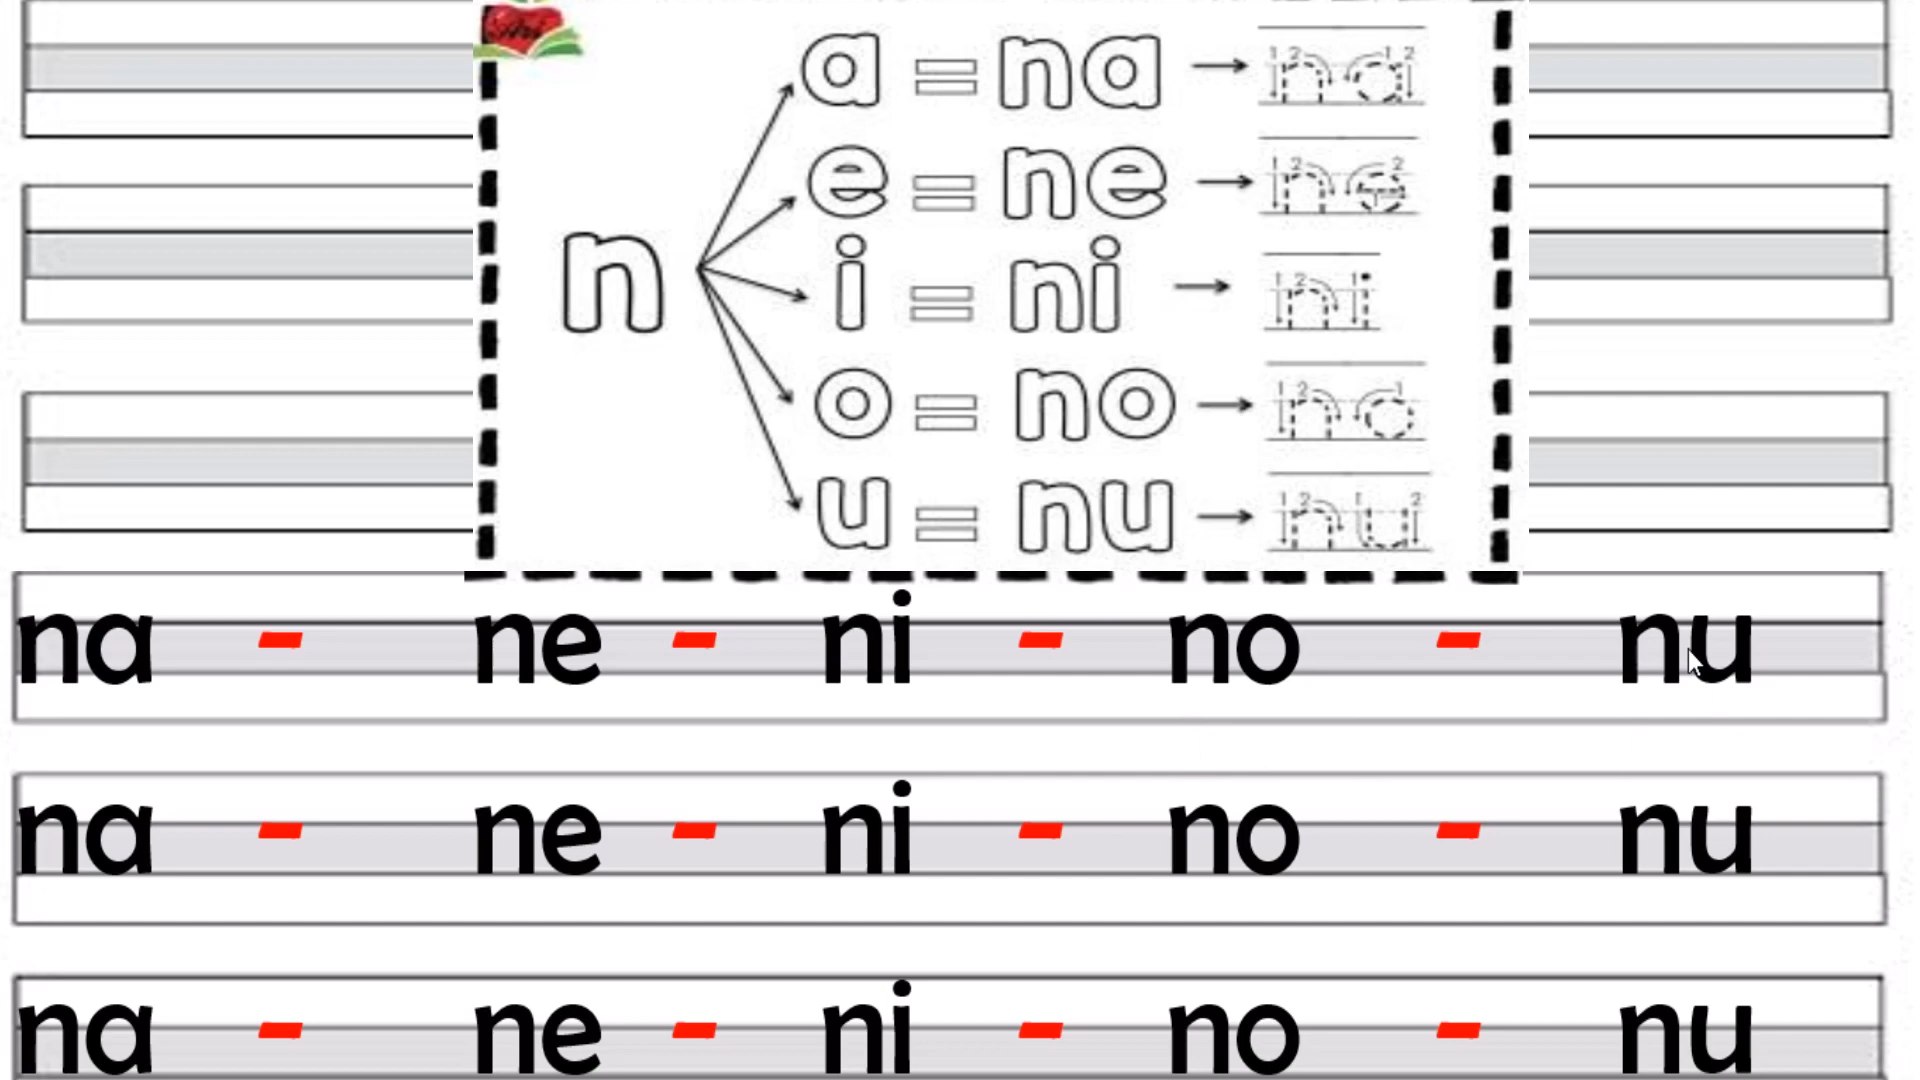 a = na → na
e = ne → ne
n i = ni → ni
o = no → no
u = nu → nu
na - ne - ni - no - nu
na - ne - ni - no - nu
na - ne - ni - no - nu